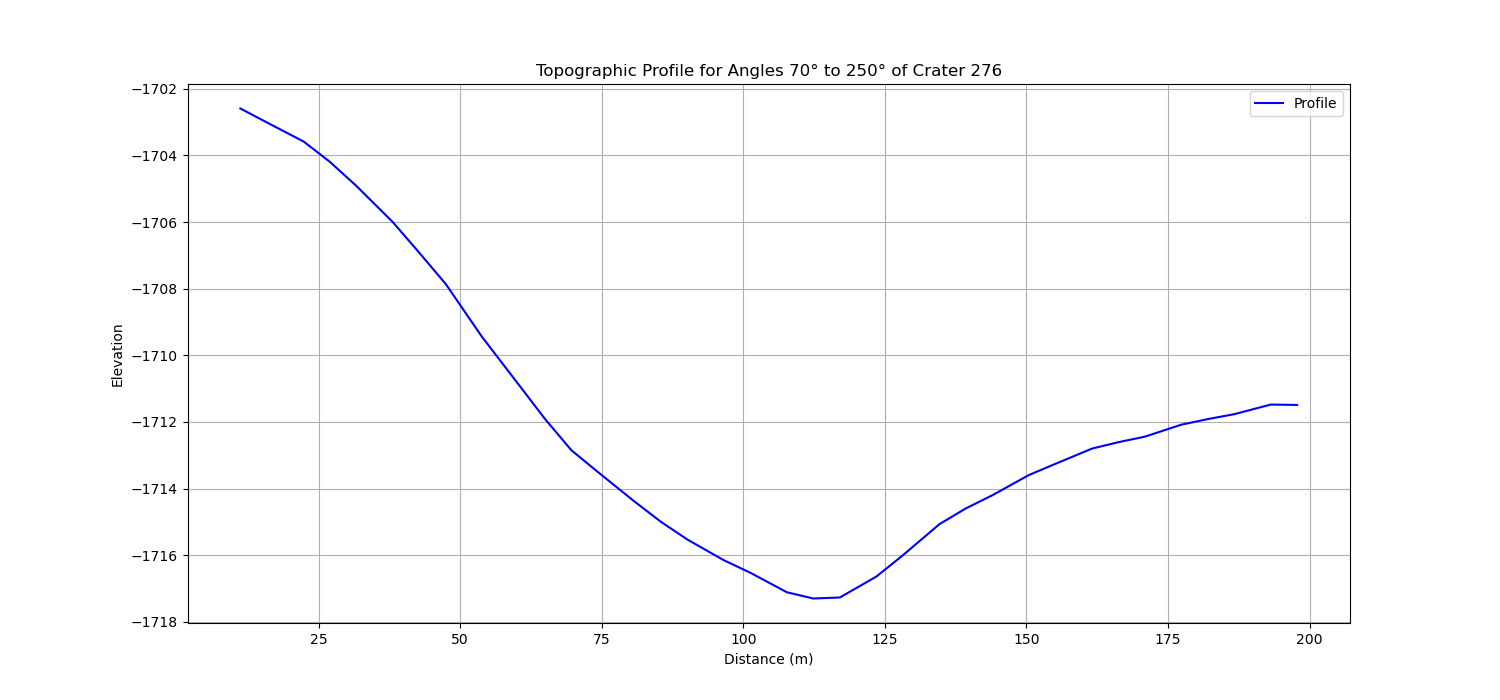 Topographic Profile for Angles 70° to 250° of Crater 276
Profile
−1702
−1704
−1706
−1708
−1710
−1712
−1714
−1716
−1718
Elevation
25 50 75 100 125 150 175 200
Distance (m)